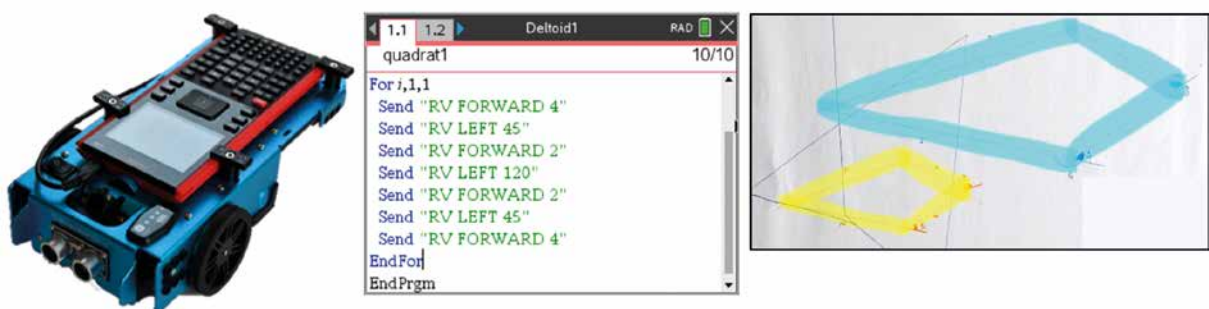 1.1 1.2 Deltoid1 RAD
quadrat1 10/10
For i,1,1
Send "RV FORWARD 4"
Send "RV LEFT 45"
Send "RV FORWARD 2"
Send "RV LEFT 120"
Send "RV FORWARD 2"
Send "RV LEFT 45"
Send "RV FORWARD 4"
EndFor
EndPrgm